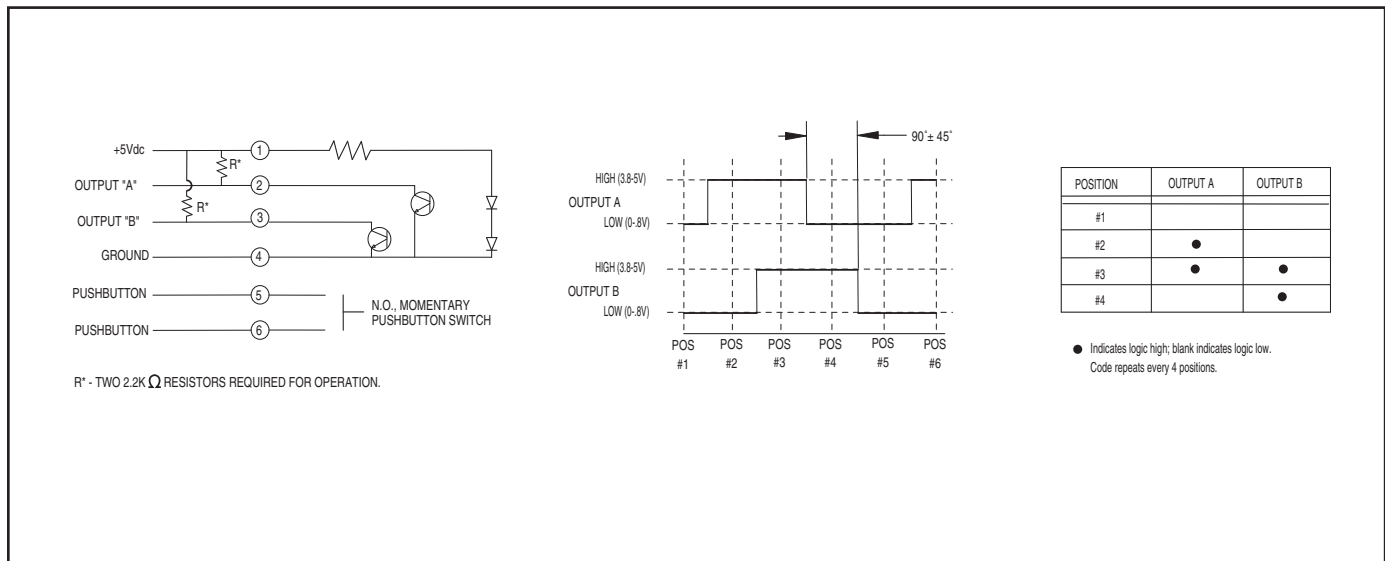 +5Vdc
1
R*
OUTPUT "A"
2
R*
OUTPUT "B"
3
GROUND
4
PUSHBUTTON
5
N.O., MOMENTARY
PUSHBUTTON SWITCH
PUSHBUTTON
6
R* - TWO 2.2K Ω RESISTORS REQUIRED FOR OPERATION.
90°± 45°
HIGH (3.8-5V)
OUTPUT A
LOW (0-.8V)
HIGH (3.8-5V)
OUTPUT B
LOW (0-.8V)
POS POS POS POS POS POS
#1 #2 #3 #4 #5 #6
POSITION OUTPUT A OUTPUT B
#1
#2 ●
#3 ● ●
#4 ●
● Indicates logic high; blank indicates logic low.
Code repeats every 4 positions.